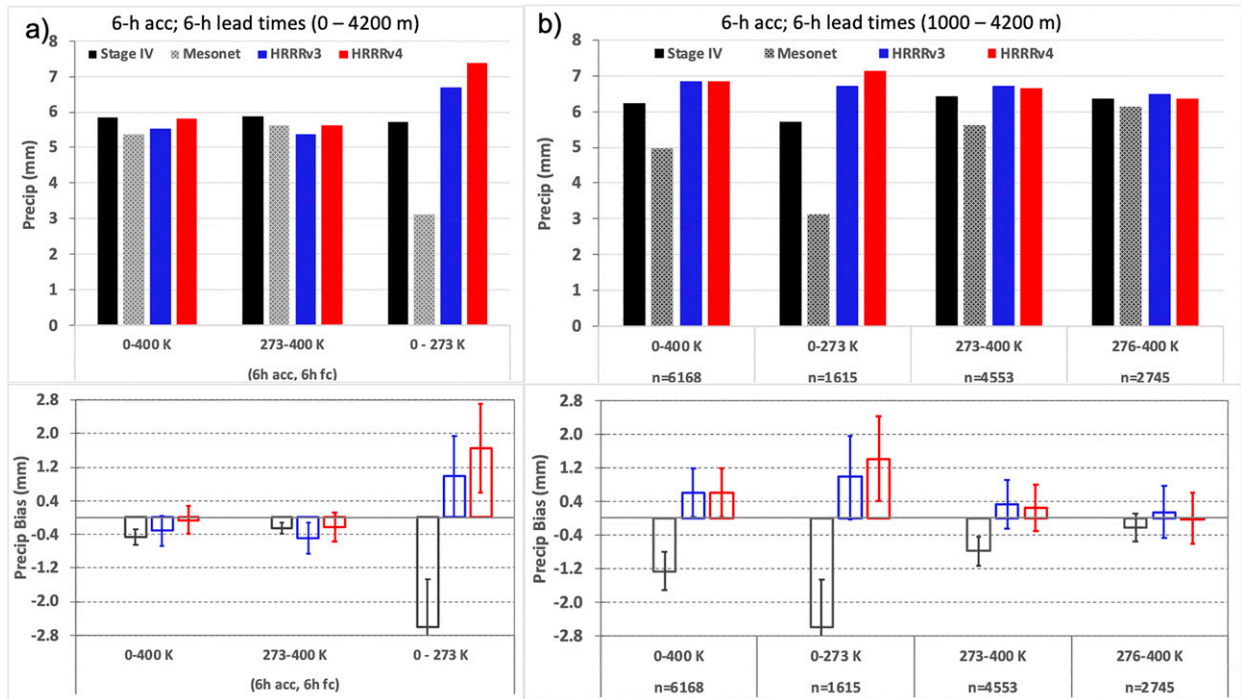 a)
6-h acc; 6-h lead times (0 – 4200 m)
8
7
6
5
4
3
2
1
0
Precip (mm)
Stage IV Mesonet HRRRv3 HRRRv4
0-400 K 273-400 K 0 - 273 K
(6h acc, 6h fc)
b)
6-h acc; 6-h lead times (1000 – 4200 m)
8
7
6
5
4
3
2
1
0
Precip (mm)
Stage IV Mesonet HRRRv3 HRRRv4
0-400 K 0-273 K 273-400 K 276-400 K
n=6168 n=1615 n=4553 n=2745
2.8
2.0
1.2
0.4
-0.4
-1.2
-2.0
-2.8
Precip Bias (mm)
0-400 K 273-400 K 0 - 273 K
(6h acc, 6h fc)
2.8
2.0
1.2
0.4
-0.4
-1.2
-2.0
-2.8
Precip Bias (mm)
0-400 K 0-273 K 273-400 K 276-400 K
n=6168 n=1615 n=4553 n=2745